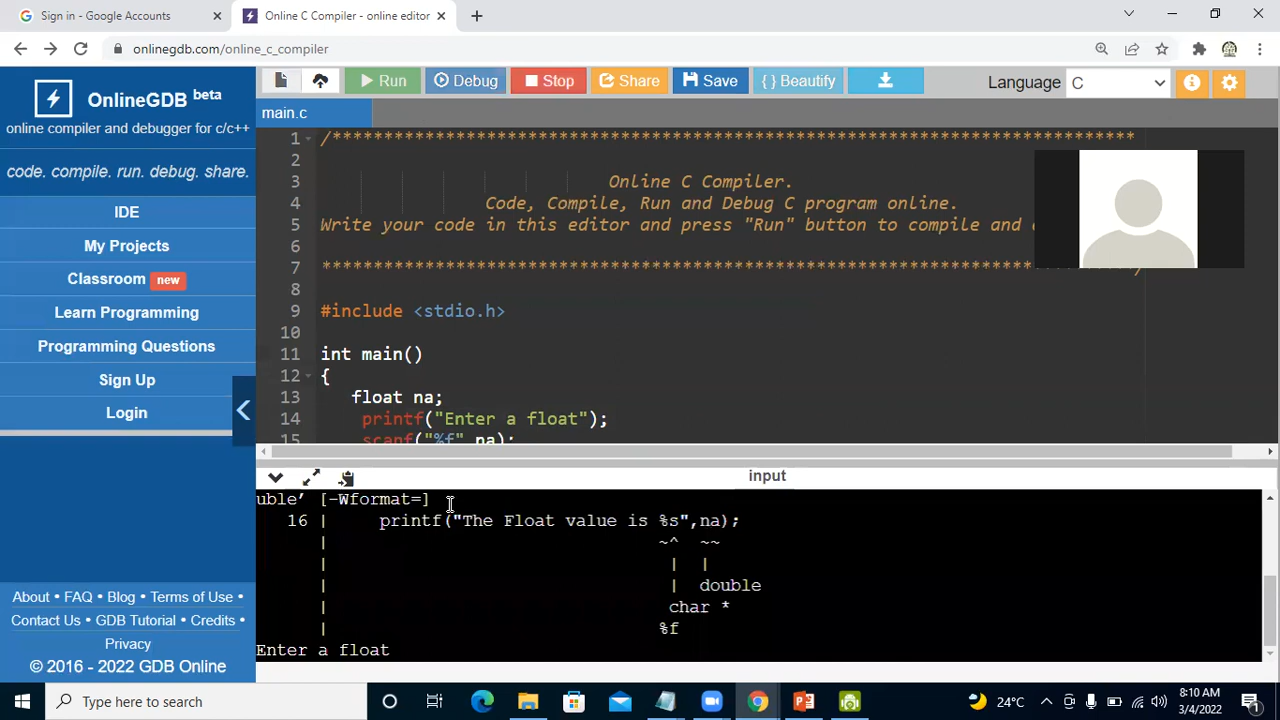 Sign in - Google Accounts
Online C Compiler - online editor
onlinegdb.com/online_c_compiler
OnlineGDB beta
online compiler and debugger for c/c++
code. compile. run. debug. share.
IDE
My Projects
Classroom new
Learn Programming
Programming Questions
Sign Up
Login
About • FAQ • Blog • Terms of Use •
Contact Us • GDB Tutorial • Credits •
Privacy
© 2016 - 2022 GDB Online
Run Debug Stop Share Save { } Beautify Language C
main.c
1 /******************************************************************************
2
3 Online C Compiler.
4 Code, Compile, Run and Debug C program online.
5 Write your code in this editor and press "Run" button to compile and
6
7 *******************************************************************************/
8
9 #include <stdio.h>
10
11 int main()
12 {
13 float na;
14 printf("Enter a float");
15 scanf("%f" na);
input
uble’ [-Wformat=]
16 | printf("The Float value is %s",na);
| ~^ ~~
| | |
| | double
| char *
| %f
Enter a float
Type here to search
24°C
8:10 AM
3/4/2022
1